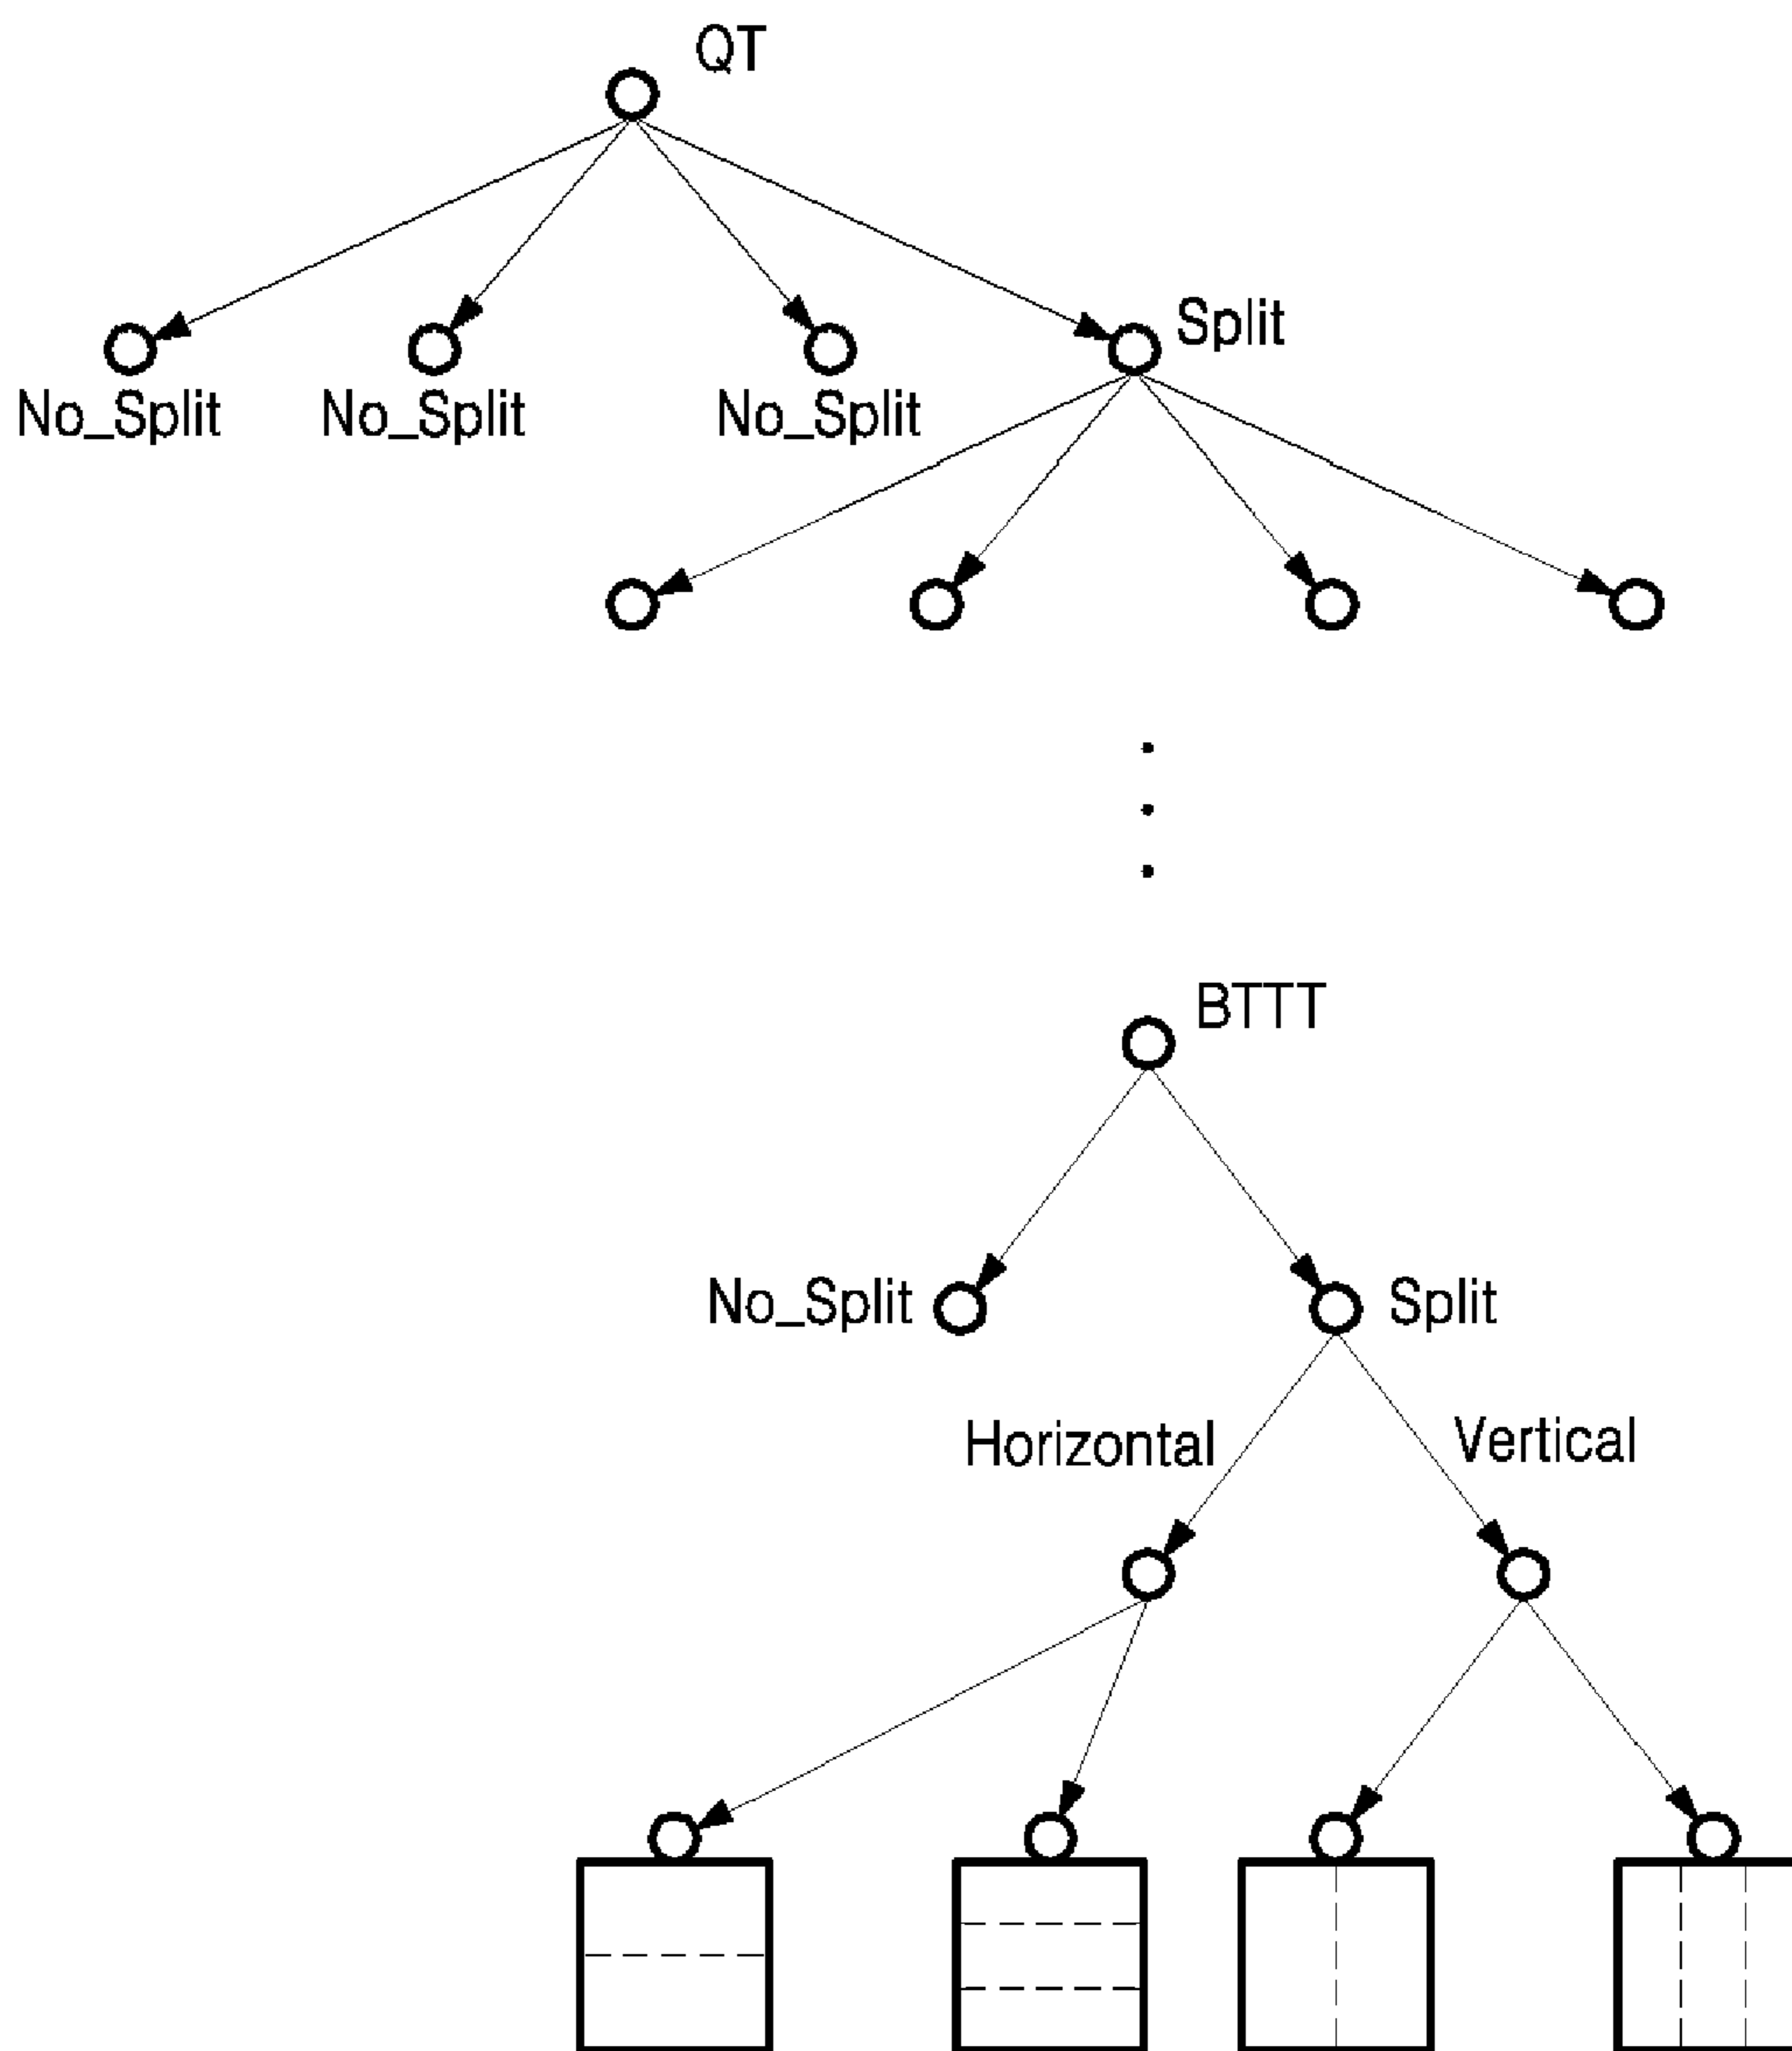 QT
Split
No_Split No_Split No_Split
BTTT
No_Split Split
Horizontal Vertical